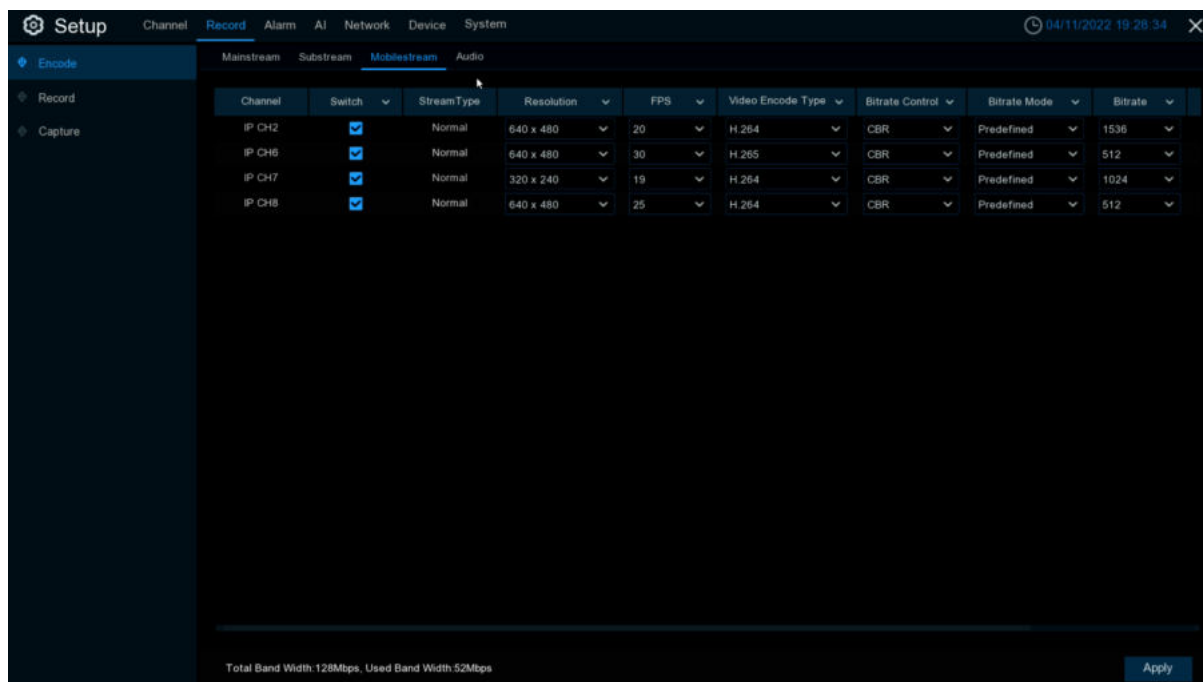 Setup Channel Record Alarm AI Network Device System 04/11/2022 19:28:34
Encode
Record
Capture
Mainstream Substream Mobilestream Audio
Channel Switch StreamType Resolution FPS Video Encode Type Bitrate Control Bitrate Mode Bitrate
IP CH2 Normal 640 x 480 20 H.264 CBR Predefined 1536
IP CH6 Normal 640 x 480 30 H.265 CBR Predefined 512
IP CH7 Normal 320 x 240 19 H.264 CBR Predefined 1024
IP CH8 Normal 640 x 480 25 H.264 CBR Predefined 512
Total Band Width:128Mbps, Used Band Width:52Mbps
Apply